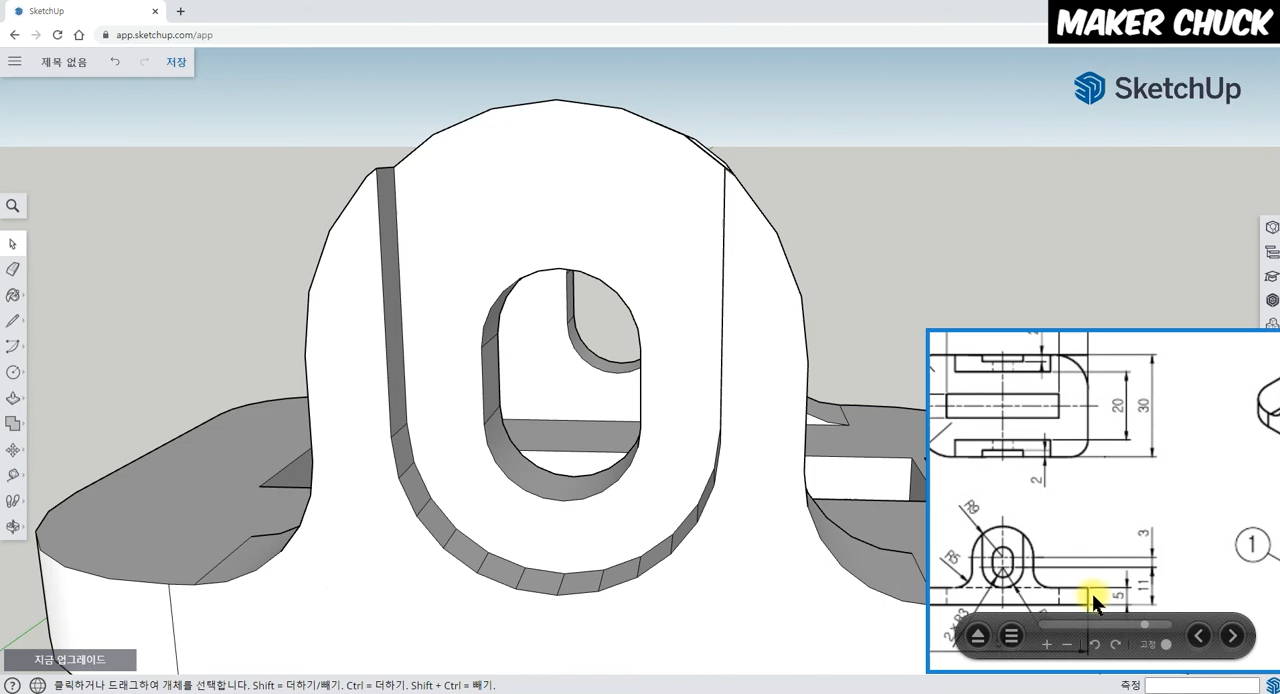 SketchUp
app.sketchup.com/app
MAKER CHUCK
제목 없음
저장
SketchUp
20
30
2
R9
R5
3
11
5
2×R3
1
고정
지금 업그레이드
클릭하거나 드래그하여 개체를 선택합니다. Shift = 더하기/빼기. Ctrl = 더하기. Shift + Ctrl = 빼기.
측정